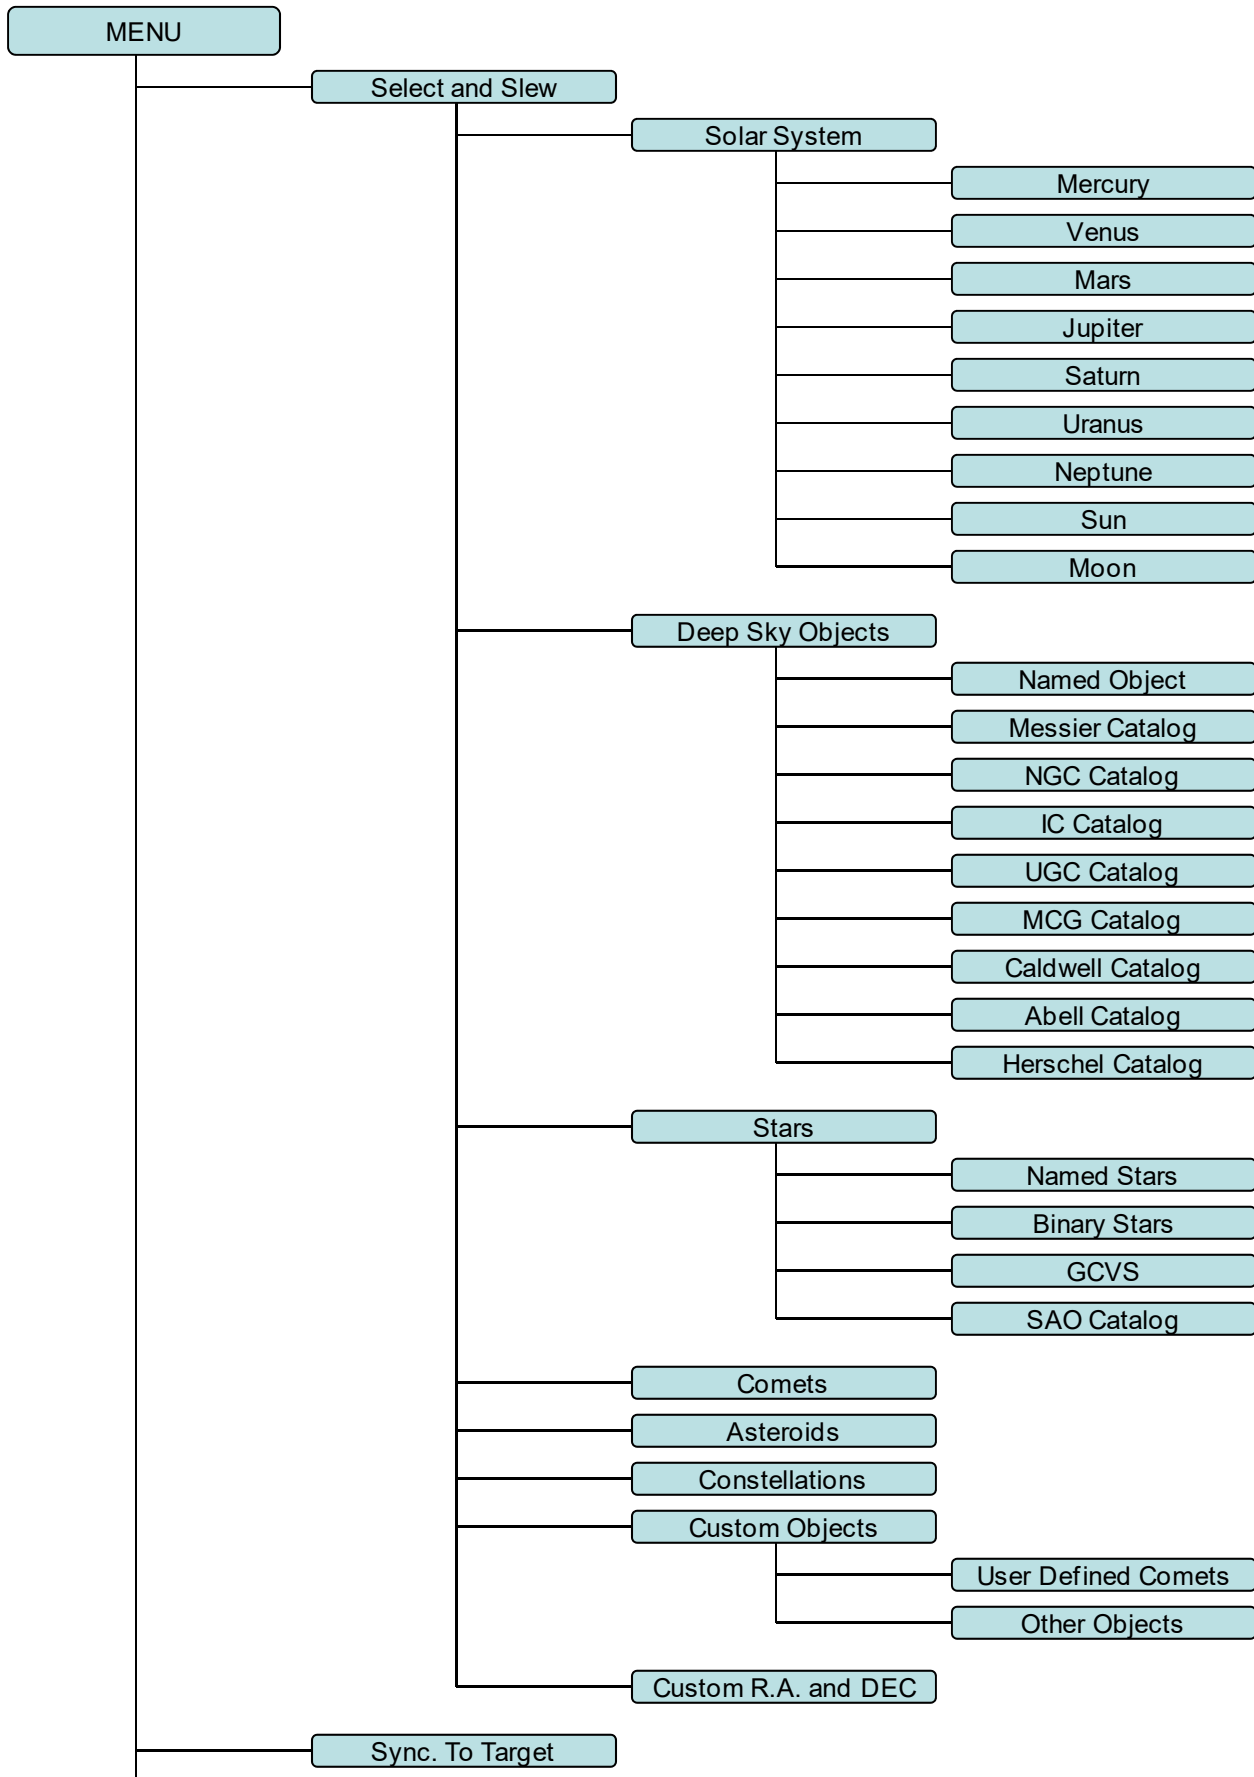 MENU
Select and Slew
Solar System
Mercury
Venus
Mars
Jupiter
Saturn
Uranus
Neptune
Sun
Moon
Deep Sky Objects
Named Object
Messier Catalog
NGC Catalog
IC Catalog
UGC Catalog
MCG Catalog
Caldwell Catalog
Abell Catalog
Herschel Catalog
Stars
Named Stars
Binary Stars
GCVS
SAO Catalog
Comets
Asteroids
Constellations
Custom Objects
User Defined Comets
Other Objects
Custom R.A. and DEC
Sync. To Target